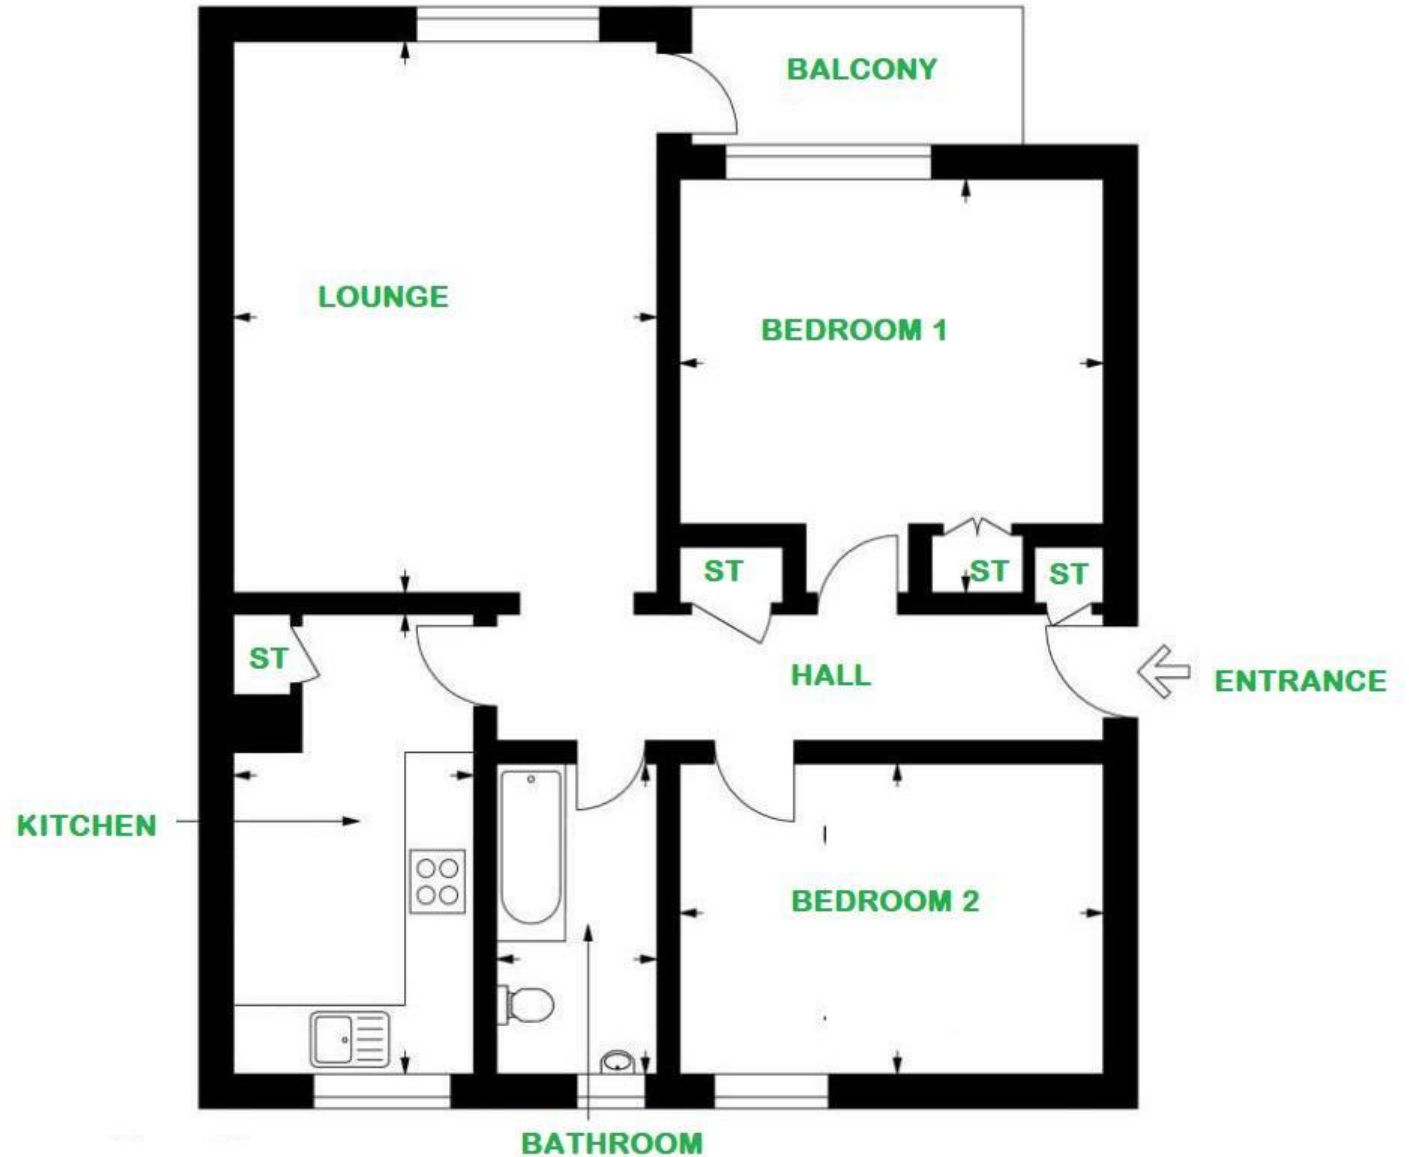 BALCONY
LOUNGE
BEDROOM 1
ST
ST
ST
ST
HALL
ENTRANCE
KITCHEN
BEDROOM 2
BATHROOM